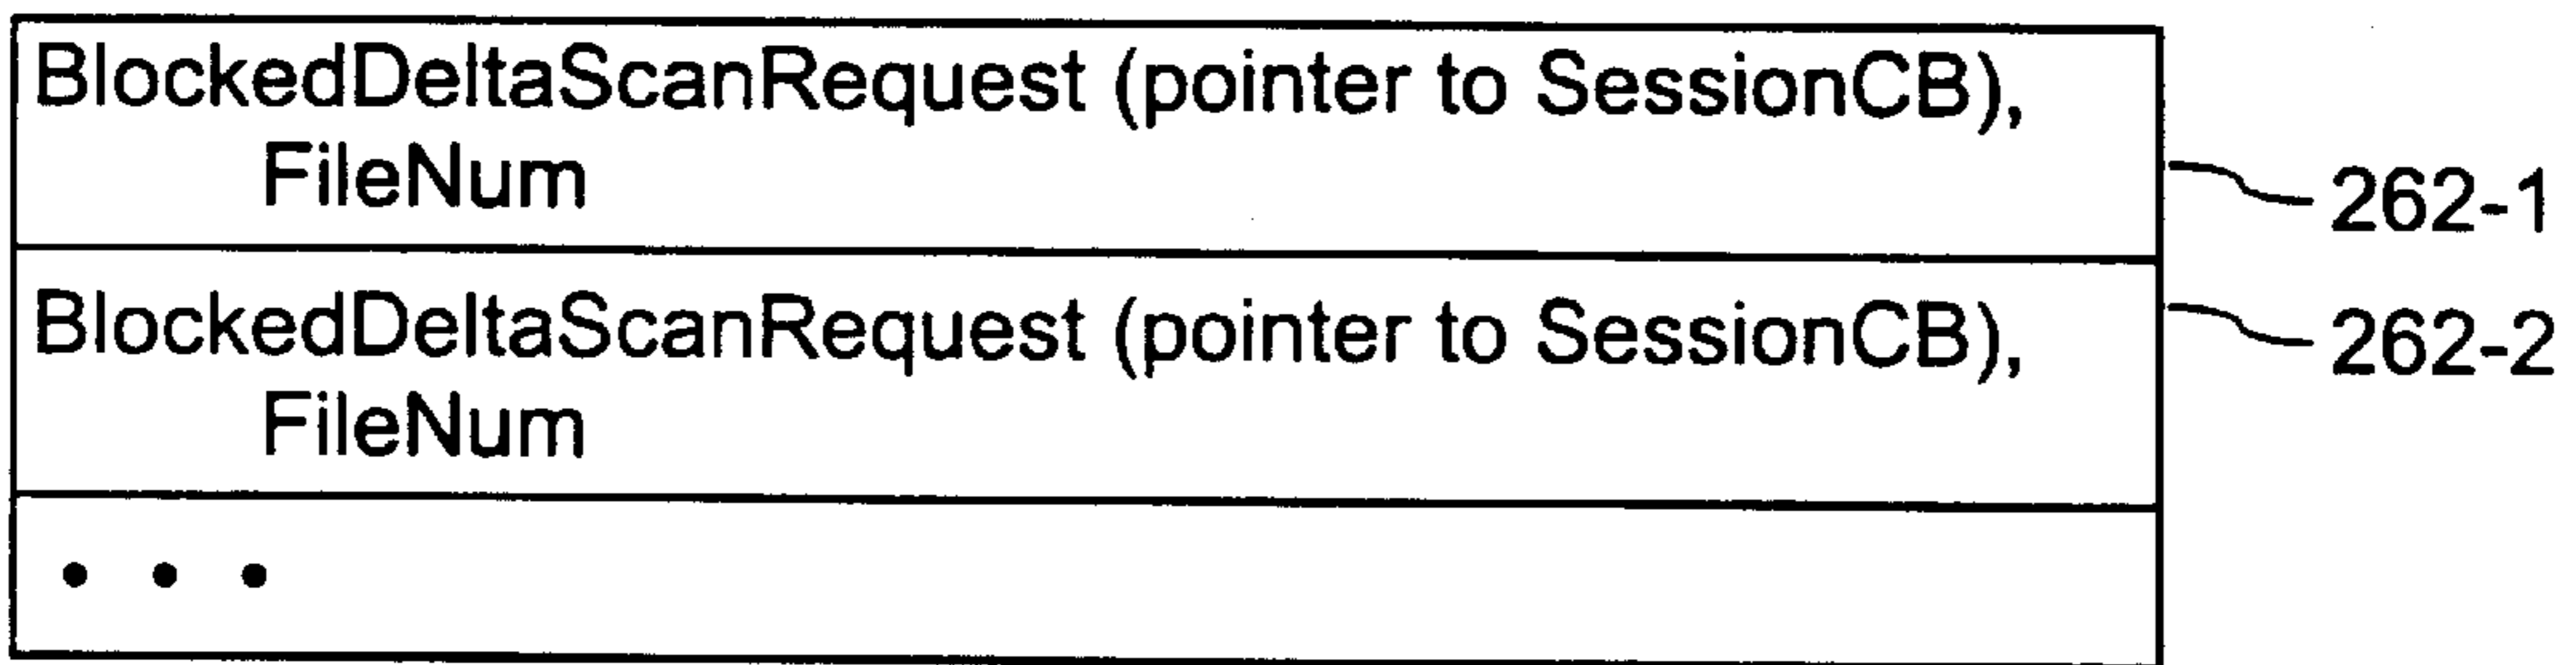 BlockedDeltaScanRequest (pointer to SessionCB),
FileNum
262-1
BlockedDeltaScanRequest (pointer to SessionCB),
FileNum
262-2
• • •